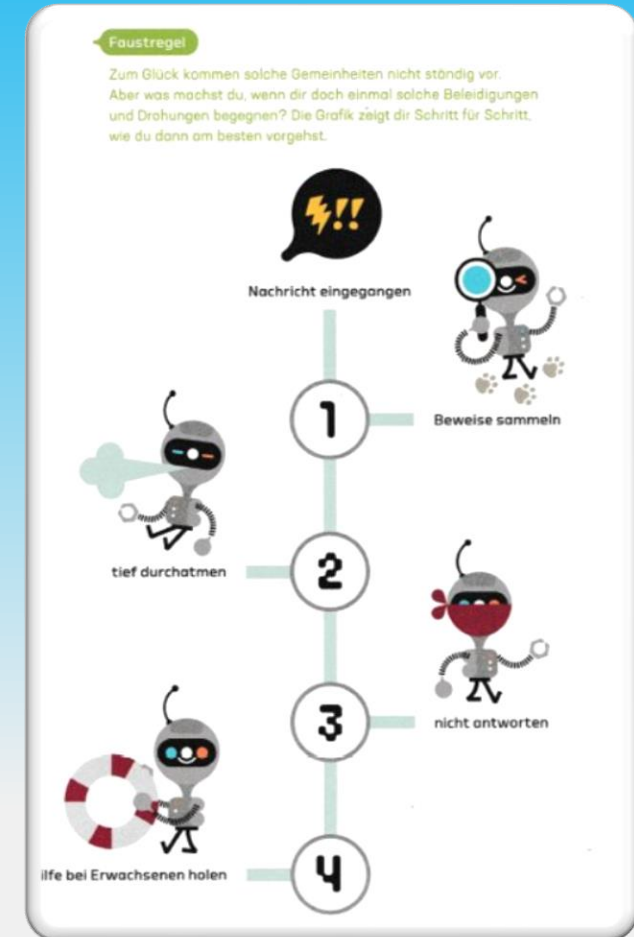 Faustregel
Zum Glück kommen solche Gemeinheiten nicht ständig vor.
Aber was machst du, wenn dir doch einmal solche Beleidigungen
und Drohungen begegnen? Die Grafik zeigt dir Schritt für Schritt,
wie du dann am besten vorgehst.
!!
Nachricht eingegangen
1
Beweise sammeln
2
tief durchatmen
3
nicht antworten
4
ilfe bei Erwachsenen holen